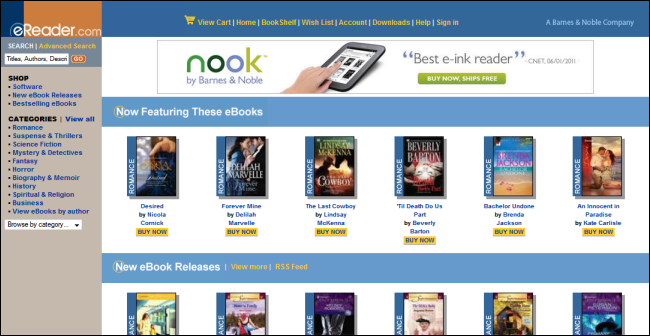 eReader.com
View Cart | Home | BookShelf | Wish List | Account | Downloads | Help | Sign in
A Barnes & Noble Company
SEARCH | Advanced Search
Titles, Authors, Descri
GO
nook
by Barnes & Noble
“Best e-ink reader” - CNET, 06/01/2011
BUY NOW, SHIPS FREE
SHOP
• Software
• New eBook Releases
• Bestselling eBooks
CATEGORIES | View all
• Romance
• Suspense & Thrillers
• Science Fiction
• Mystery & Detectives
• Fantasy
• Horror
• Biography & Memoir
• History
• Spiritual & Religion
• Business
• View eBooks by author
Browse by category...
Now Featuring These eBooks
ROMANCE
Desired
by Nicola
Cornick
BUY NOW
ROMANCE
DELILAH
MARVELLE
Forever Mine
Forever Mine
by Delilah
Marvelle
BUY NOW
ROMANCE
LINDSAY
McKENNA
COWBOY
The Last Cowboy
by Lindsay
McKenna
BUY NOW
ROMANCE
BEVERLY
BARTON
'Til Death Do Us
Part
by Beverly
Barton
BUY NOW
ROMANCE
BRENDA
JACKSON
Bachelor Undone
by Brenda
Jackson
BUY NOW
ROMANCE
An Innocent in
Paradise
by Kate Carlisle
BUY NOW
New eBook Releases | View more | RSS Feed